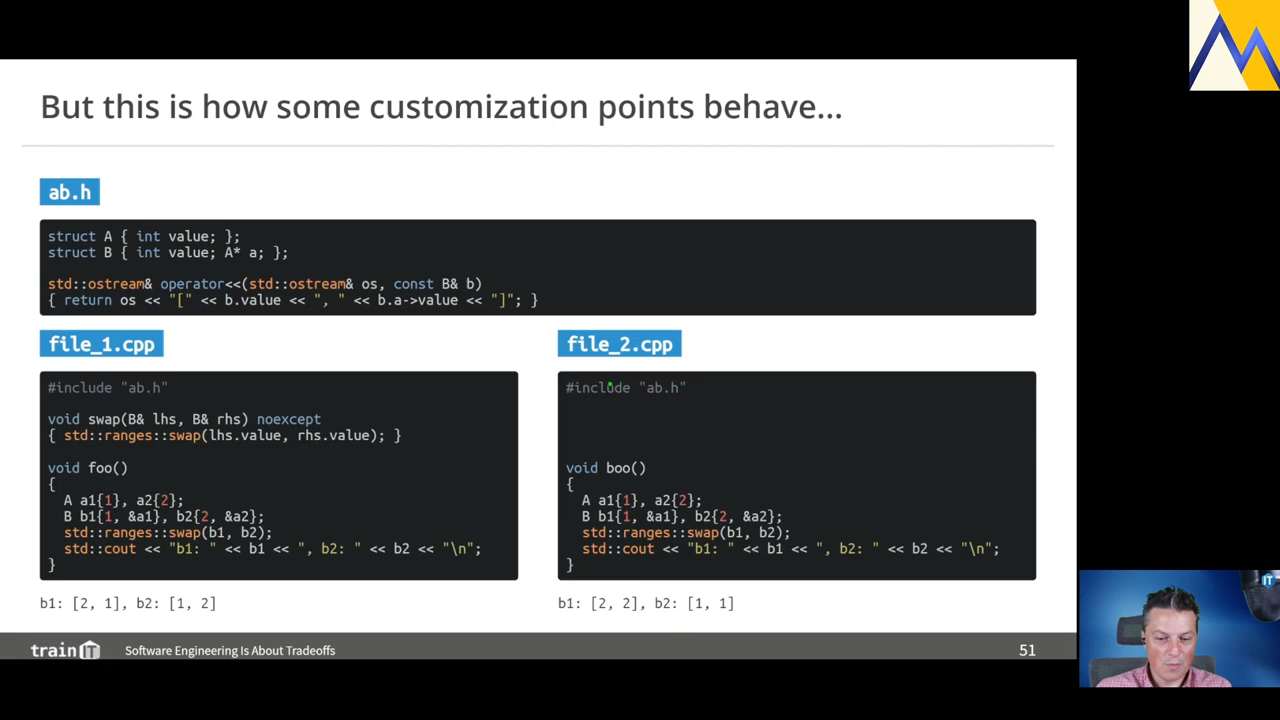 But this is how some customization points behave...
ab.h
struct A { int value; };
struct B { int value; A* a; };
std::ostream& operator<<(std::ostream& os, const B& b)
{ return os << "[" << b.value << ", " << b.a->value << "]"; }
file_1.cpp
#include "ab.h"
void swap(B& lhs, B& rhs) noexcept
{ std::ranges::swap(lhs.value, rhs.value); }
void foo()
{
A a1{1}, a2{2};
B b1{1, &a1}, b2{2, &a2};
std::ranges::swap(b1, b2);
std::cout << "b1: " << b1 << ", b2: " << b2 << "\n";
}
b1: [2, 1], b2: [1, 2]
file_2.cpp
#include "ab.h"
void boo()
{
A a1{1}, a2{2};
B b1{1, &a1}, b2{2, &a2};
std::ranges::swap(b1, b2);
std::cout << "b1: " << b1 << ", b2: " << b2 << "\n";
}
b1: [2, 2], b2: [1, 1]
train IT
Software Engineering Is About Tradeoffs
51
IT